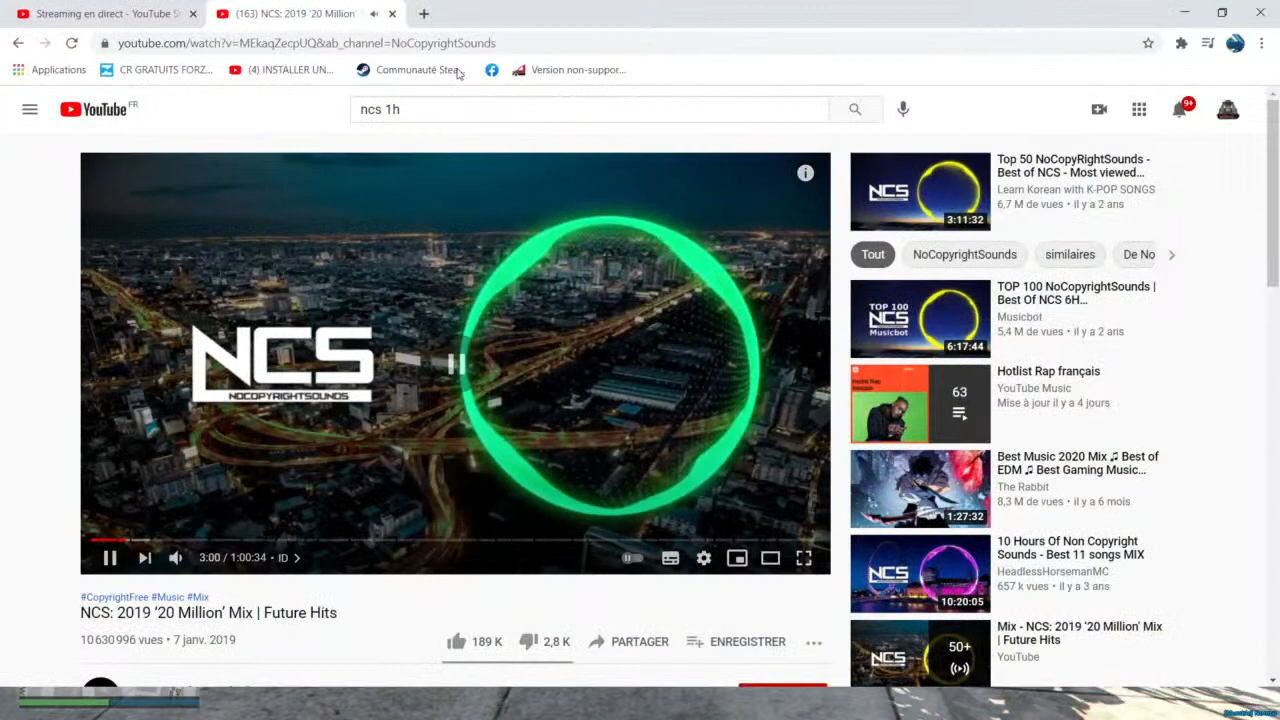 Streaming en direct - YouTube S
(163) NCS: 2019 '20 Million
youtube.com/watch?v=MEkaqZecpUQ&ab_channel=NoCopyrightSounds
Applications
CR GRATUITS FORZ...
(4) INSTALLER UN...
Communauté Stea
Version non-suppor...
YouTube FR
ncs 1h
9+
NCS
NOCOPYRIGHTSOUNDS
3:00 / 1:00:34 • ID
#CopyrightFree #Music #Mix
NCS: 2019 '20 Million' Mix | Future Hits
10 630 996 vues • 7 janv. 2019
189 K
2,8 K
PARTAGER
ENREGISTRER
NCS
3:11:32
Top 50 NoCopyRightSounds -
Best of NCS - Most viewed...
Learn Korean with K-POP SONGS
6,7 M de vues • il y a 2 ans
Tout
NoCopyrightSounds
similaires
De No
TOP 100
NCS
Musicbot
6:17:44
TOP 100 NoCopyrightSounds |
Best Of NCS 6H...
Musicbot
5,4 M de vues • il y a 2 ans
63
Hotlist Rap français
YouTube Music
Mise à jour il y a 4 jours
1:27:32
Best Music 2020 Mix ♫ Best of
EDM ♫ Best Gaming Music...
The Rabbit
8,3 M de vues • il y a 6 mois
NCS
10:20:05
10 Hours Of Non Copyright
Sounds - Best 11 songs MIX
HeadlessHorsemanMC
657 k vues • il y a 3 ans
NCS
50+
Mix - NCS: 2019 '20 Million' Mix
| Future Hits
YouTube